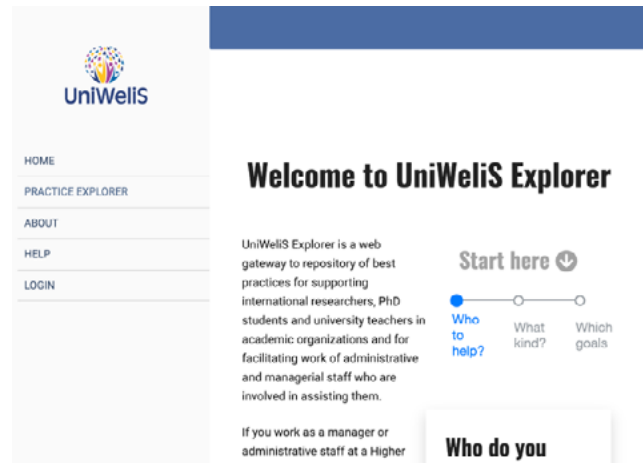 UniWeliS
HOME
PRACTICE EXPLORER
ABOUT
HELP
LOGIN
Welcome to UniWeliS Explorer
UniWeliS Explorer is a web
gateway to repository of best
practices for supporting
international researchers, PhD
students and university teachers in
academic organizations and for
facilitating work of administrative
and managerial staff who are
involved in assisting them.
If you work as a manager or
administrative staff at a Higher
Start here
Who
to
help?
What
kind?
Which
goals
Who do you